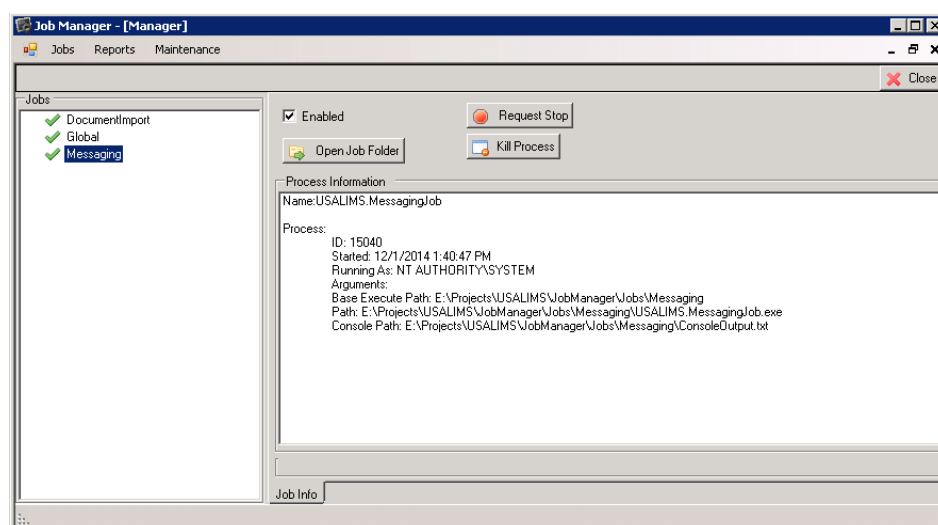 Job Manager - [Manager]
Jobs Reports Maintenance
Close
Jobs
DocumentImport
Global
Messaging
Enabled
Request Stop
Open Job Folder
Kill Process
Process Information
Name:USALIMS.MessagingJob
Process:
ID: 15040
Started: 12/1/2014 1:40:47 PM
Running As: NT AUTHORITY\SYSTEM
Arguments:
Base Execute Path: E:\Projects\USALIMS\JobManager\Jobs\Messaging
Path: E:\Projects\USALIMS\JobManager\Jobs\Messaging\USALIMS.MessagingJob.exe
Console Path: E:\Projects\USALIMS\JobManager\Jobs\Messaging\ConsoleOutput.txt
Job Info